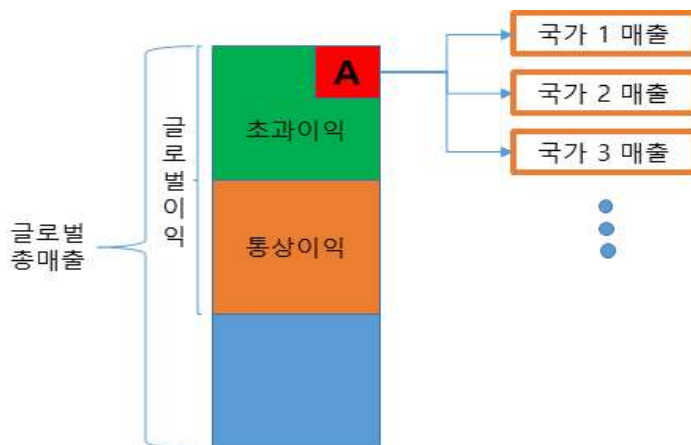 국가 1 매출
A
국가 2 매출
초과이익
국가 3 매출
글로벌이익
통상이익
글로벌
총매출